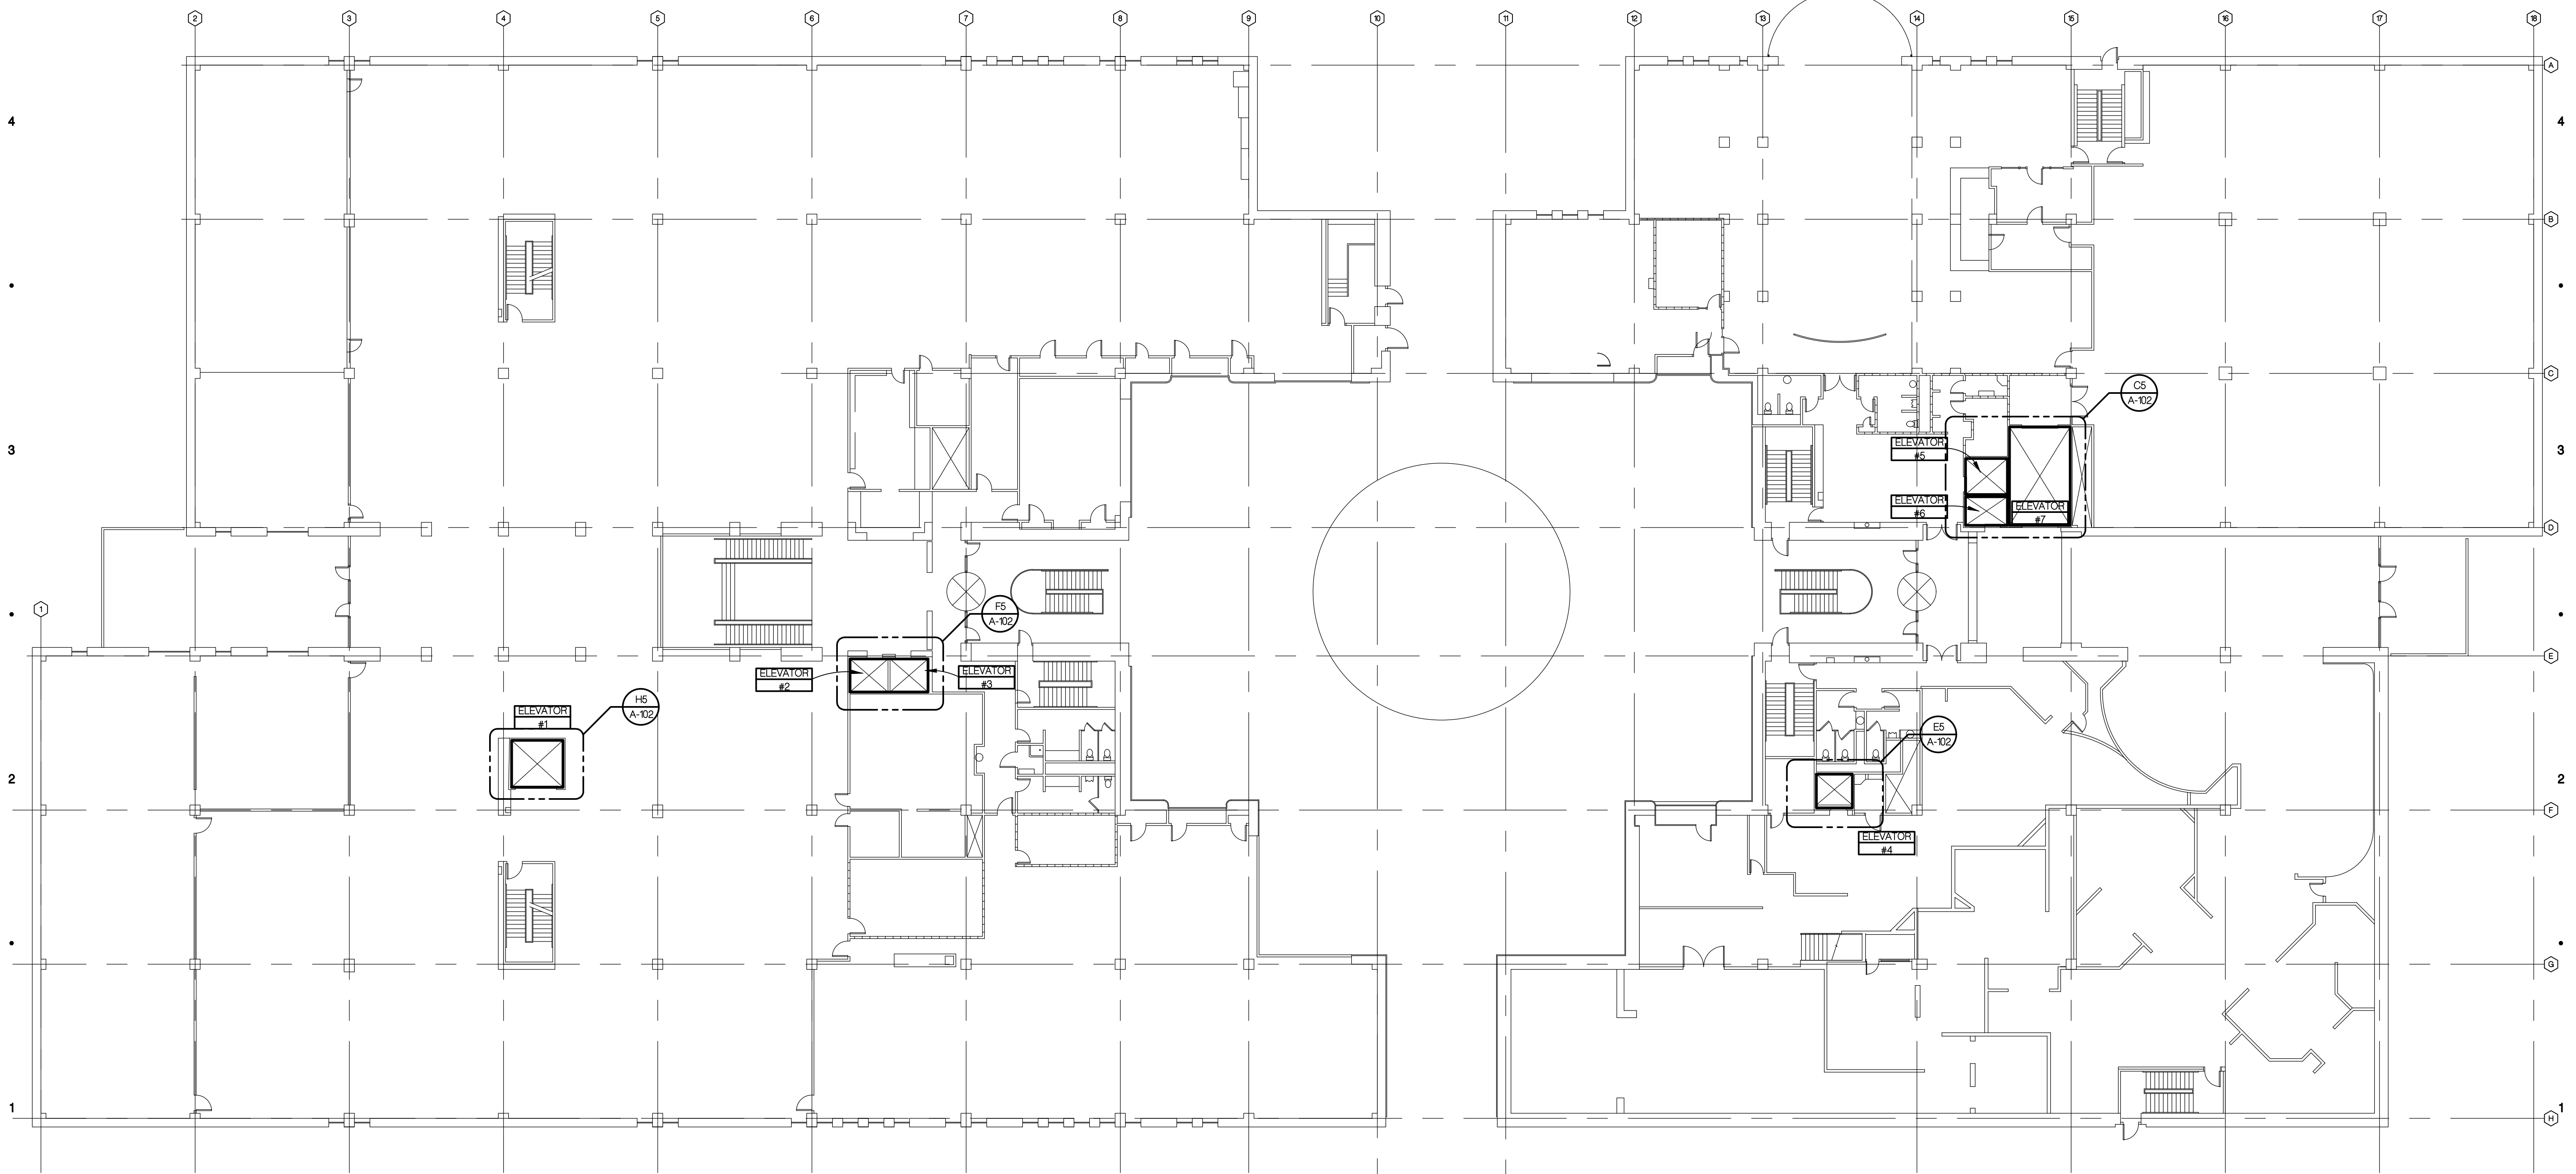 2 3 4 5 6 7 8 9 10 11 12 13 14 15 16 17 18
A
4 4
B
C
C5
A-102
ELEVATOR
#5
3 3
ELEVATOR
#6
ELEVATOR
#7
D
1
F5
A-102
E
ELEVATOR
#2
ELEVATOR
#3
H5
A-102
ELEVATOR
#1
E5
A-102
2 2
F
ELEVATOR
#4
G
1 1
H